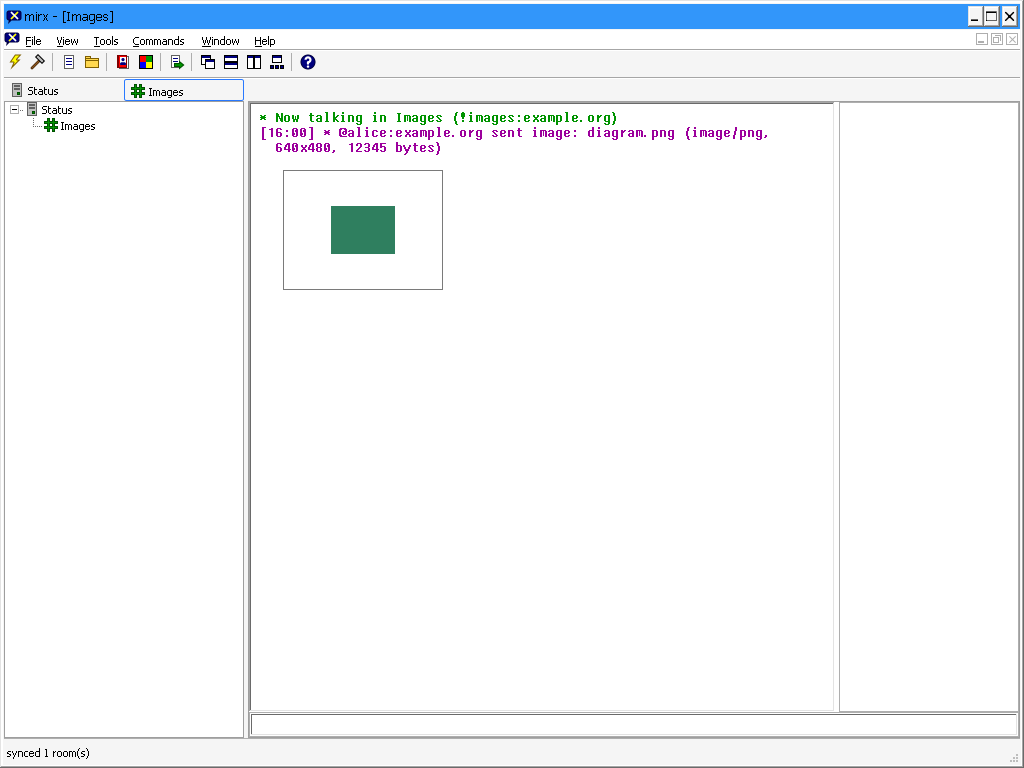 mirx - [Images]
File View Tools Commands Window Help
Status
Images
Status
Images
* Now talking in Images (!images:example.org)
[16:00] * @alice:example.org sent image: diagram.png (image/png,
640x480, 12345 bytes)
synced 1 room(s)